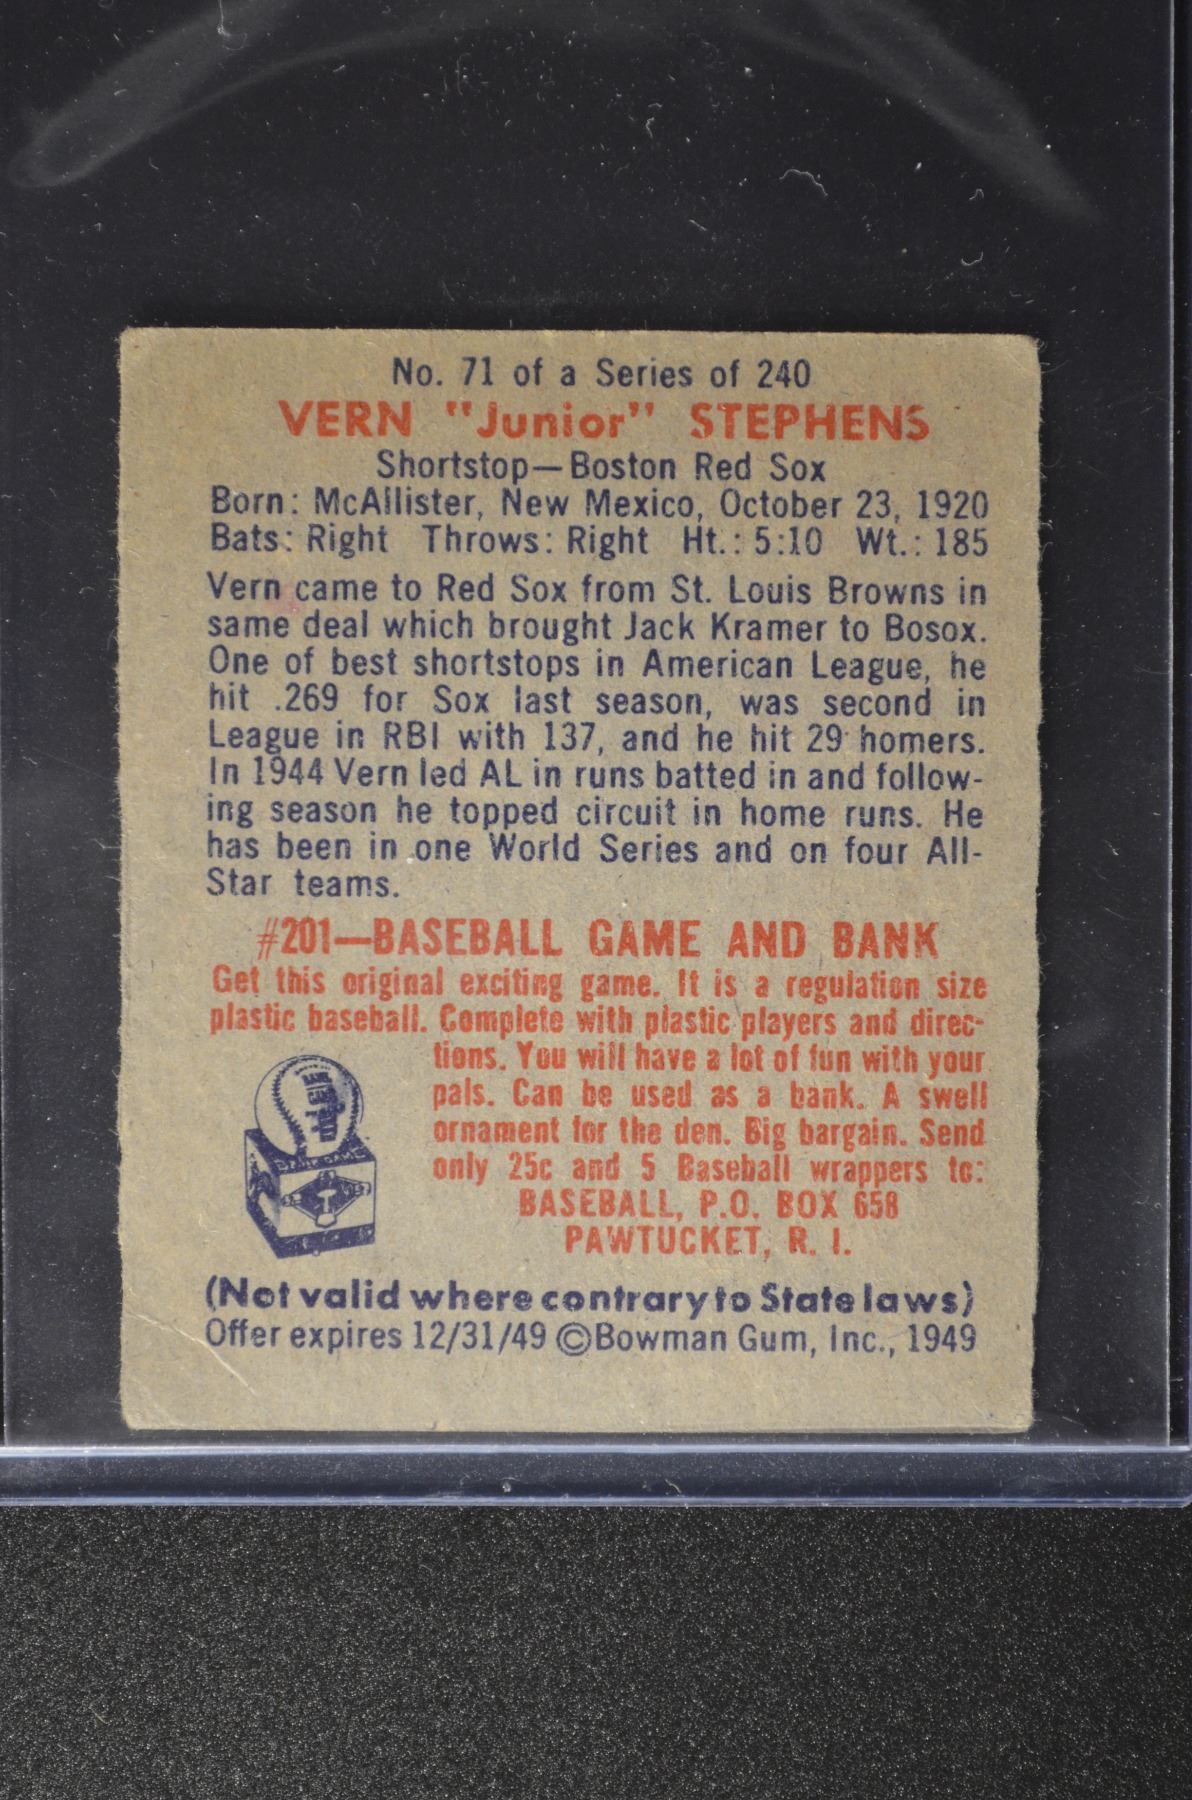 No. 71 of a Series of 240
VERN "Junior" STEPHENS
Shortstop—Boston Red Sox
Born: McAllister, New Mexico, October 23, 1920
Bats: Right Throws: Right Ht.: 5:10 Wt.: 185
Vern came to Red Sox from St. Louis Browns in
same deal which brought Jack Kramer to Bosox.
One of best shortstops in American League, he
hit .269 for Sox last season, was second in
League in RBI with 137, and he hit 29 homers.
In 1944 Vern led AL in runs batted in and follow-
ing season he topped circuit in home runs. He
has been in one World Series and on four All-
Star teams.
#201—BASEBALL GAME AND BANK
Get this original exciting game. It is a regulation size
plastic baseball. Complete with plastic players and direc-
tions. You will have a lot of fun with your
pals. Can be used as a bank. A swell
ornament for the den. Big bargain. Send
only 25c and 5 Baseball wrappers to:
BASEBALL, P.O. BOX 658
PAWTUCKET, R. I.
(Not valid where contrary to State laws)
Offer expires 12/31/49 ©Bowman Gum, Inc., 1949